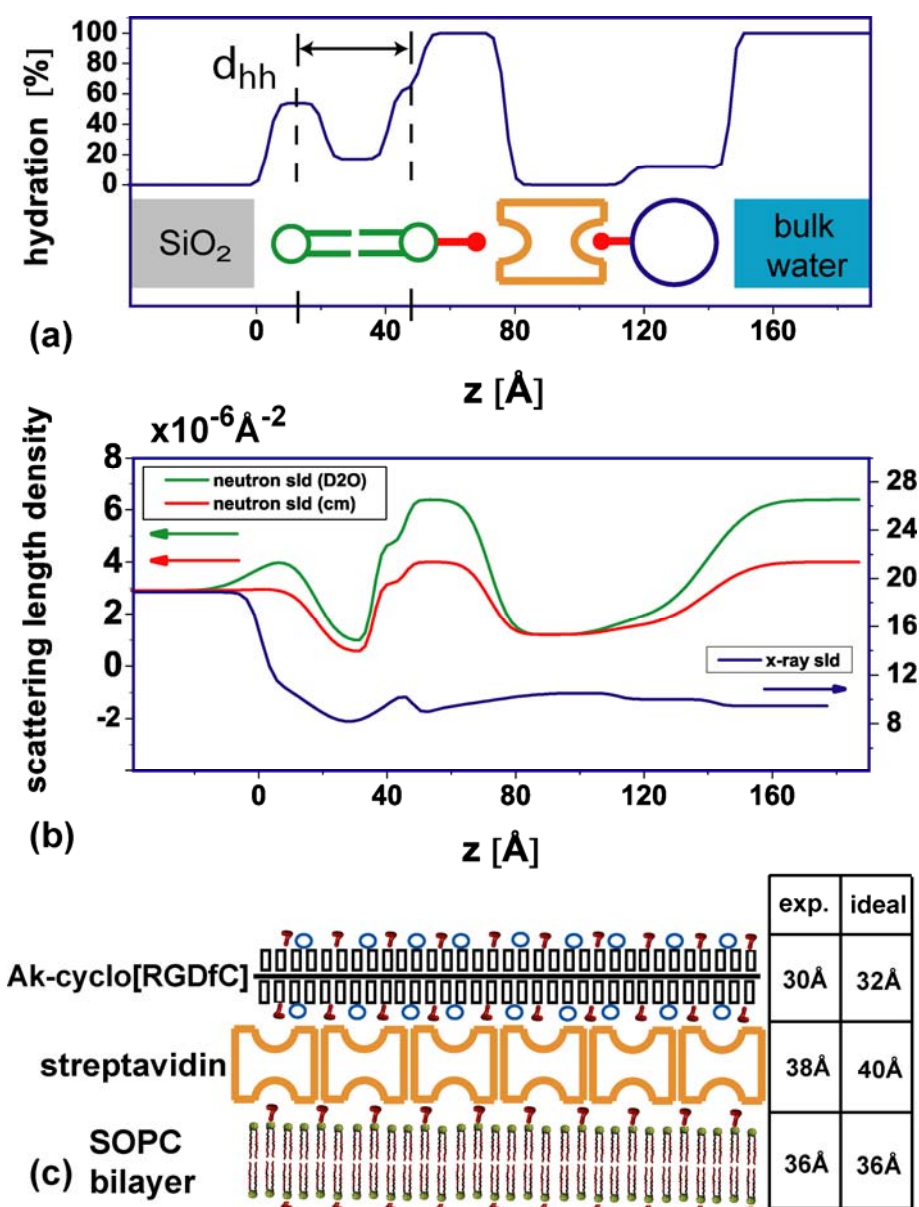 hydration [%]
100
80
60
40
20
0
d_hh
SiO₂
bulk
water
0
40
80
120
160
(a)
z [Å]
scattering length density
x10⁻⁶Å⁻²
8
6
4
2
0
-2
neutron sld (D2O)
neutron sld (cm)
x-ray sld
28
24
20
16
12
8
0
40
80
120
160
(b)
z [Å]
exp. ideal
Ak-cyclo[RGDfC] 30Å 32Å
streptavidin 38Å 40Å
SOPC
bilayer 36Å 36Å
(c)